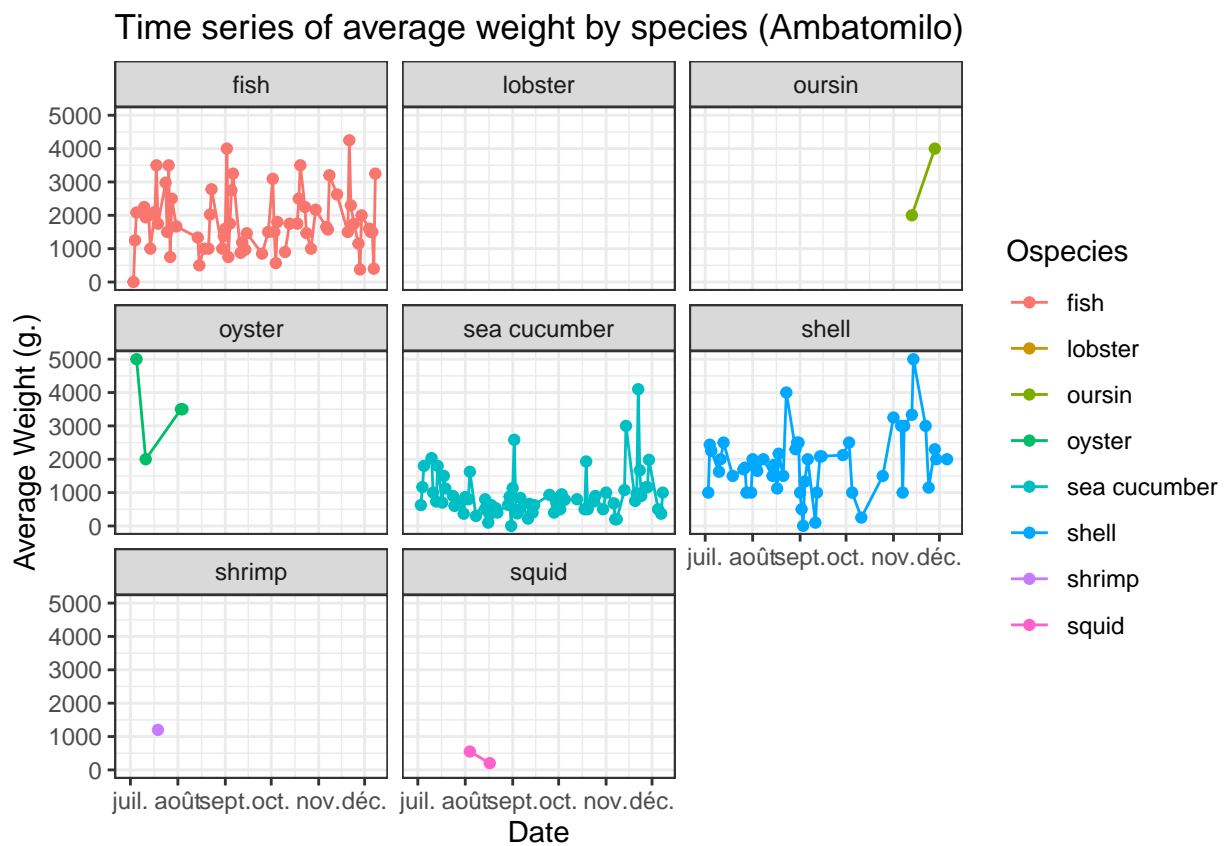 Time series of average weight by species (Ambatomilo)
fish
lobster
oursin
5000
4000
3000
2000
1000
0
oyster
sea cucumber
shell
5000
4000
3000
2000
1000
0
juil. août sept. oct. nov. déc.
shrimp
squid
5000
4000
3000
2000
1000
0
juil. août sept. oct. nov. déc.
juil. août sept. oct. nov. déc.
Date
Average Weight (g.)
Ospecies
fish
lobster
oursin
oyster
sea cucumber
shell
shrimp
squid